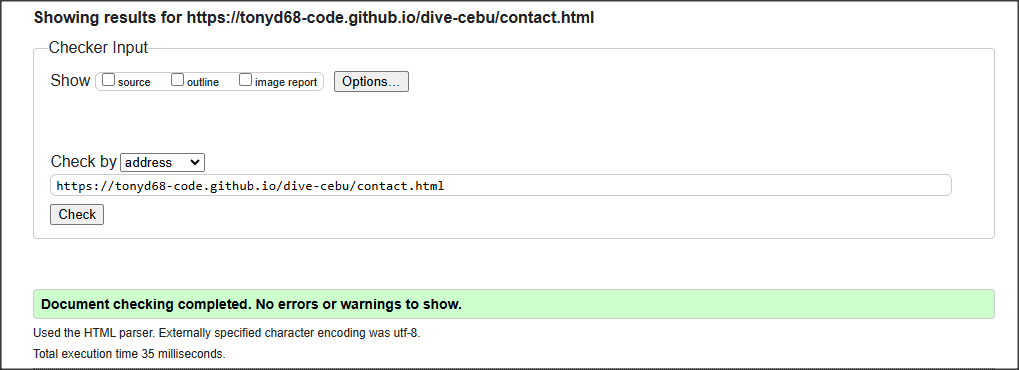 Showing results for https://tonyd68-code.github.io/dive-cebu/contact.html
Checker Input
Show source outline image report Options...
Check by address
https://tonyd68-code.github.io/dive-cebu/contact.html
Check
Document checking completed. No errors or warnings to show.
Used the HTML parser. Externally specified character encoding was utf-8.
Total execution time 35 milliseconds.